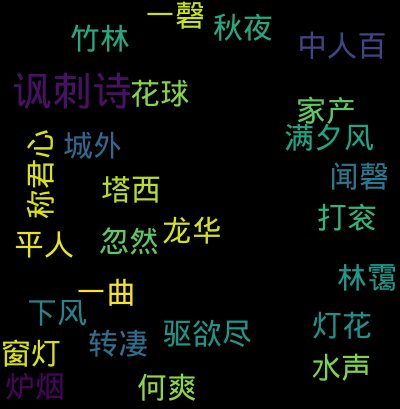 一磬
秋夜
竹林
中人百
讽刺诗
花球
家产
满夕风
称君心
城外
闻磬
塔西
打衮
龙华
平人
忽然
林霭
一曲
下风
灯花
转凄
驱欲尽
窗灯
水声
炉烟
何爽